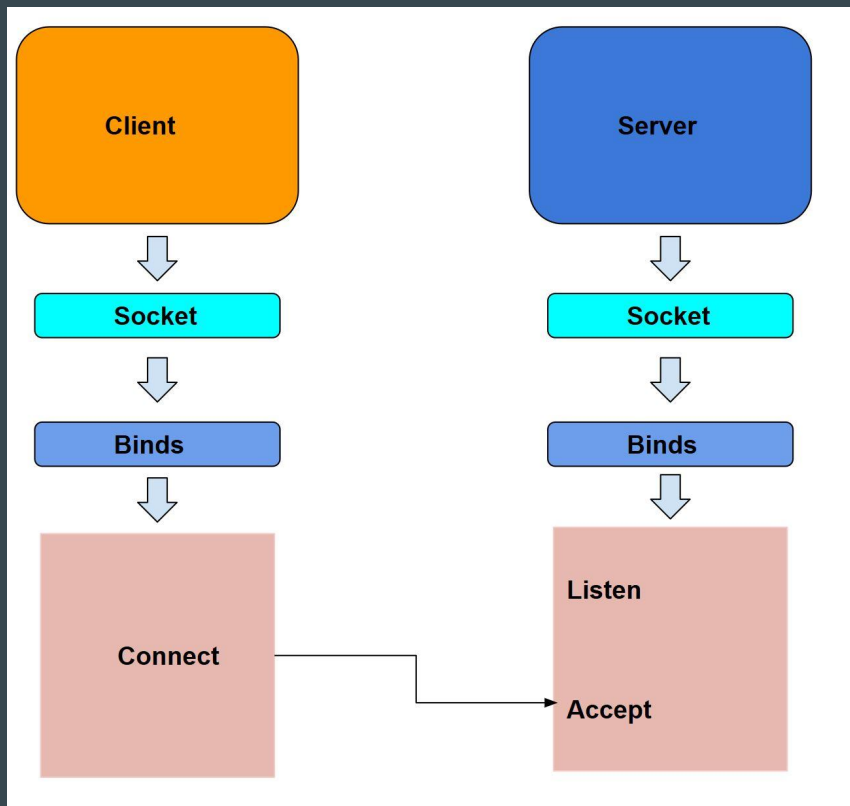 Client
Server
Socket
Socket
Binds
Binds
Listen
Connect
Accept